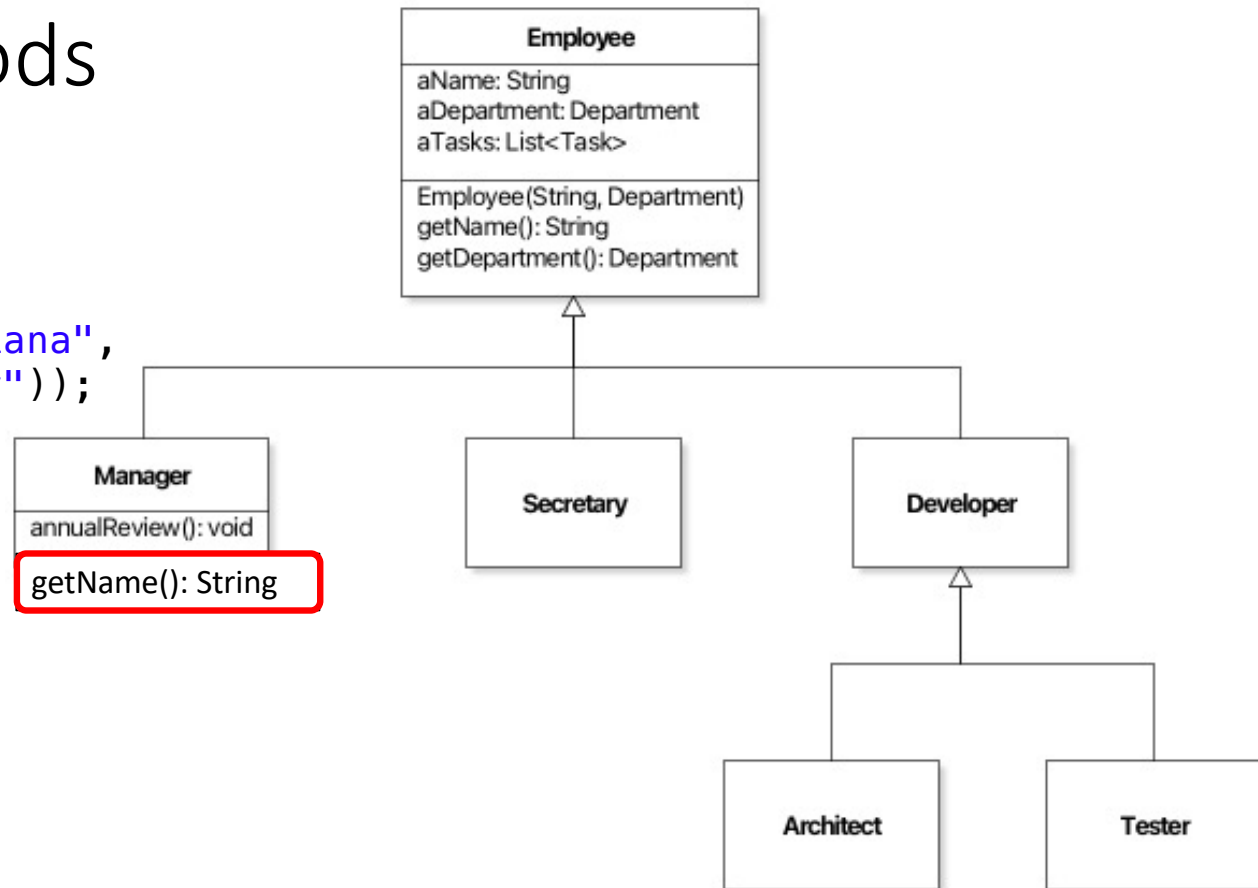 ods
Employee
aName: String
aDepartment: Department
aTasks: List<Task>
Employee(String, Department)
getName(): String
getDepartment(): Department
ana",
"));
Manager
annualReview(): void
getName(): String
Secretary
Developer
Architect
Tester